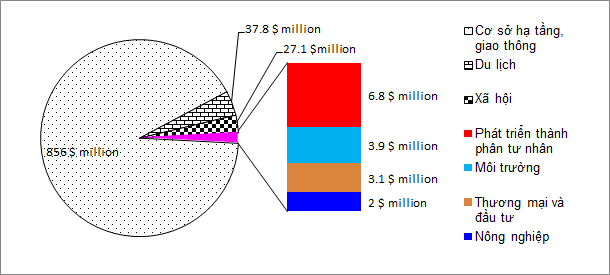 37.8 $ million
27.1 $million
856 $ million
6.8 $ million
3.9 $ million
3.1 $ million
2 $ million
Cơ sở hạ tầng,
giao thông
Du lịch
Xã hội
Phát triển thành
phân tư nhân
Môi trường
Thương mại và
đầu tư
Nông nghiệp